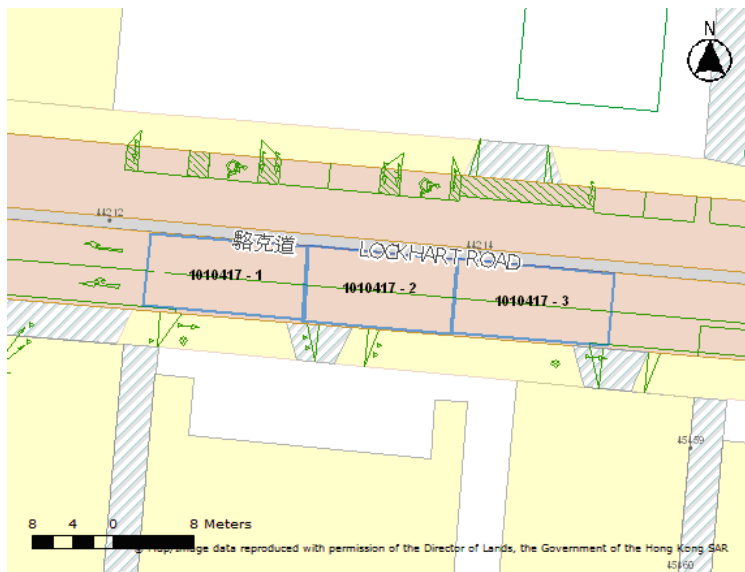 N
44212
駱克道 LOCKHART ROAD
44214
1010417 - 1
1010417 - 2
1010417 - 3
45459
8 4 0 8 Meters
© Map/Image data reproduced with permission of the Director of Lands, the Government of the Hong Kong SAR
45460